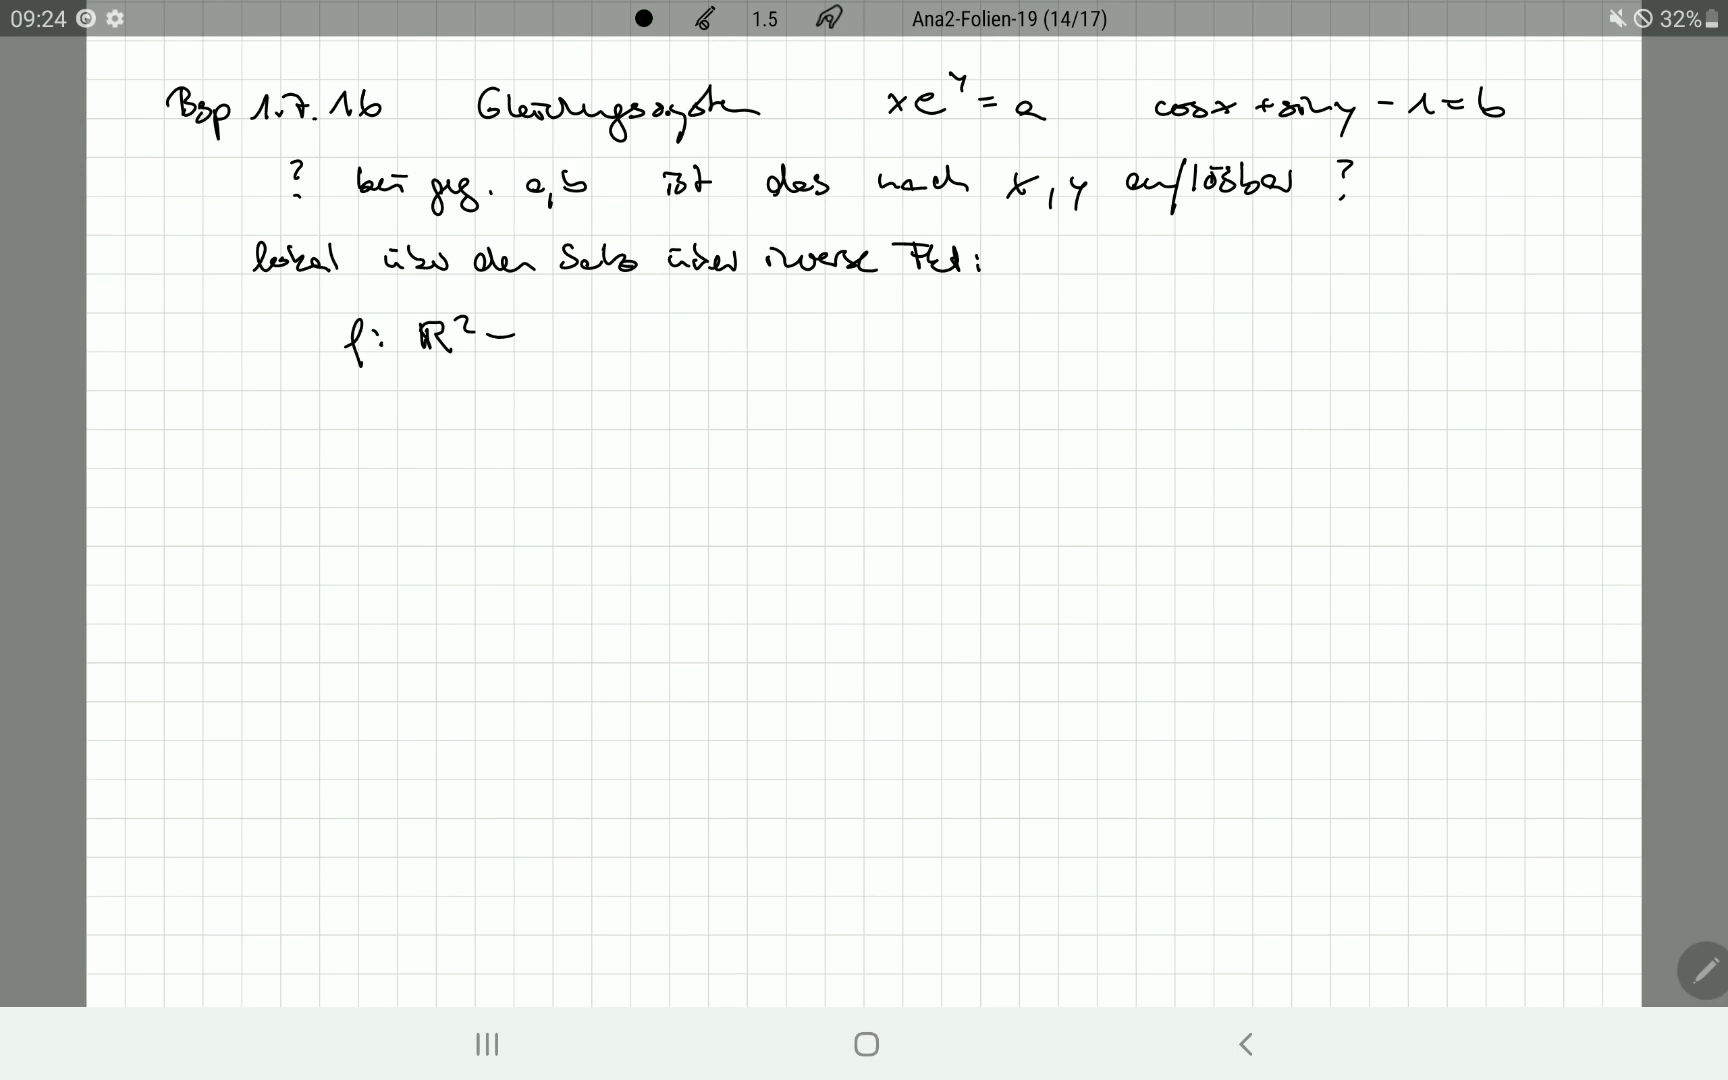 09:24 1.5 Ana2-Folien-19 (14/17) 32%
Bsp 1.7.16 Gleichungssystem xe^y = a cos x + sin y - 1 = b
? bei geg. a, b ist das nach x, y auflösbar ?
lokal über den Satz über inverse Fkt:
f: ℝ² –